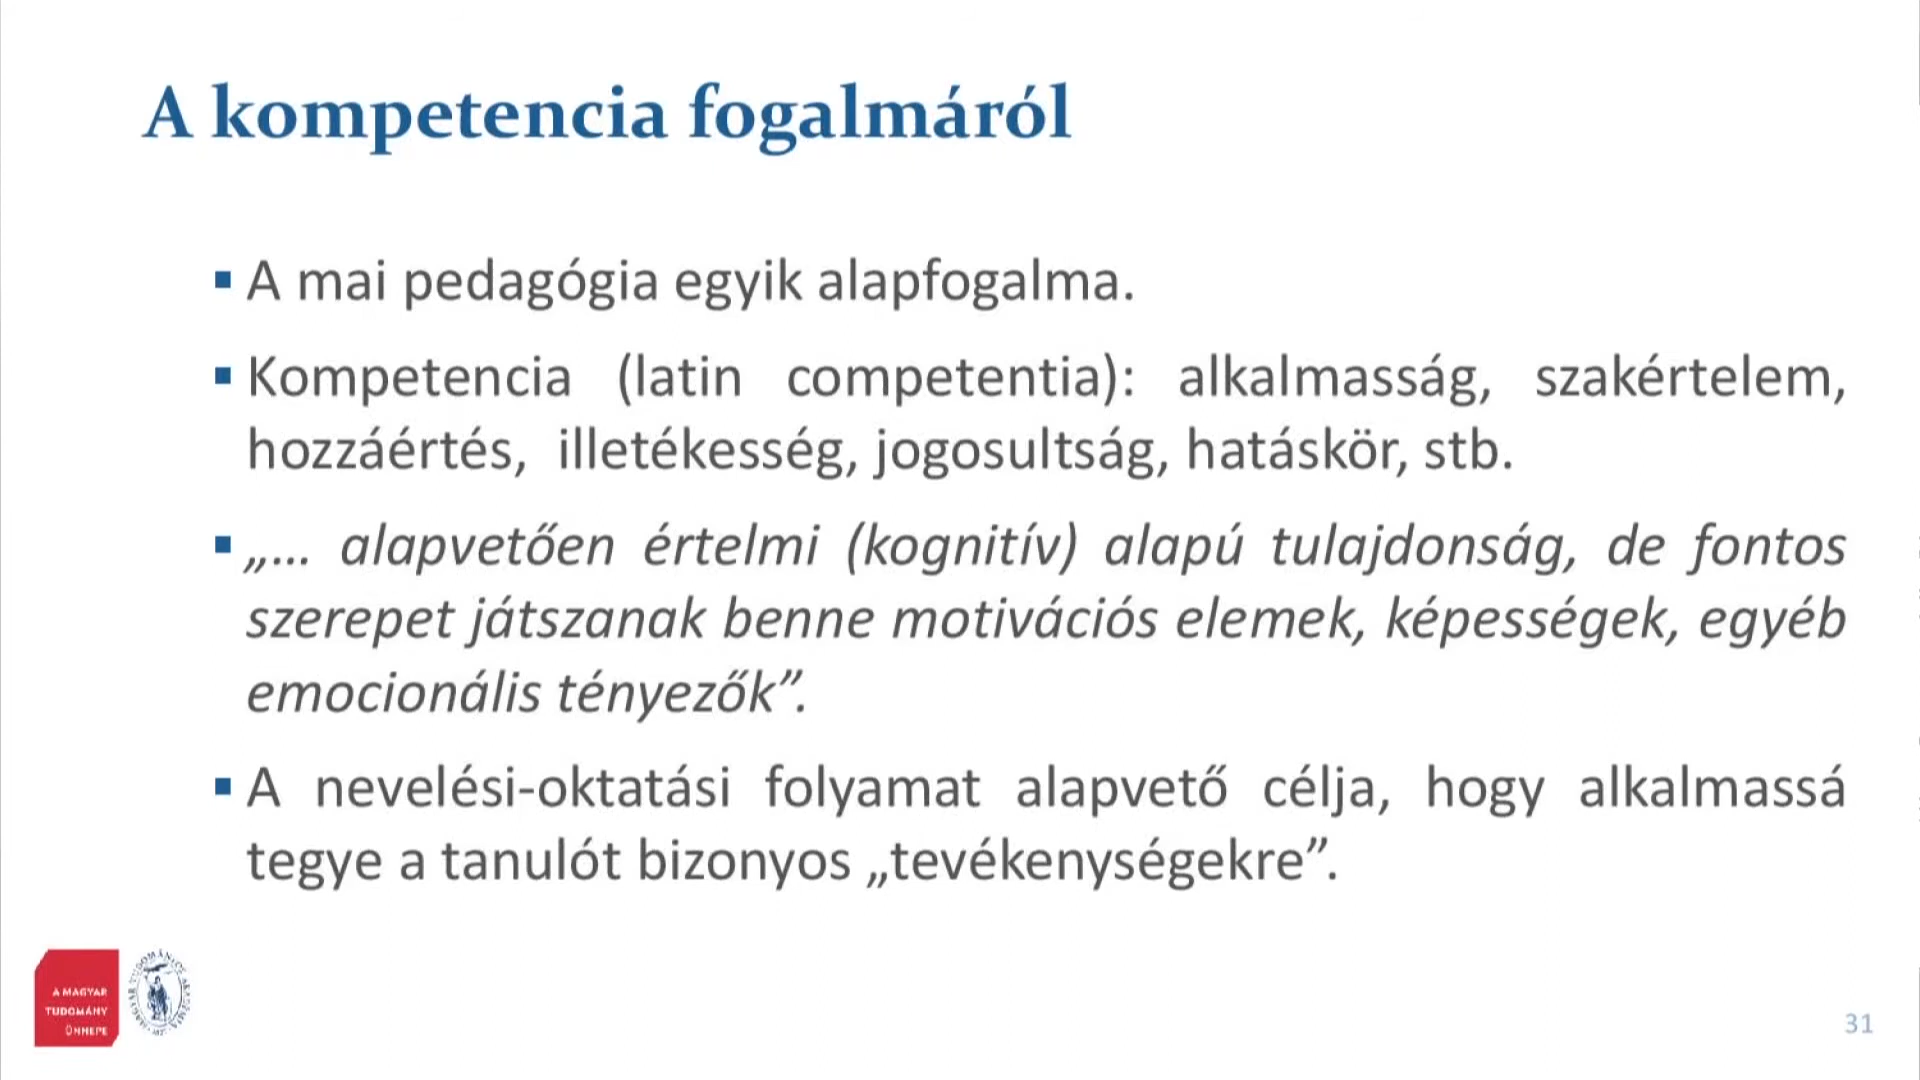 A kompetencia fogalmáról
▪ A mai pedagógia egyik alapfogalma.
▪ Kompetencia (latin competentia): alkalmasság, szakértelem,
hozzáértés, illetékesség, jogosultság, hatáskör, stb.
▪ „… alapvetően értelmi (kognitív) alapú tulajdonság, de fontos
szerepet játszanak benne motivációs elemek, képességek, egyéb
emocionális tényezők”.
▪ A nevelési-oktatási folyamat alapvető célja, hogy alkalmassá
tegye a tanulót bizonyos „tevékenységekre”.
A MAGYAR
TUDOMÁNY
ÜNNEPE
31